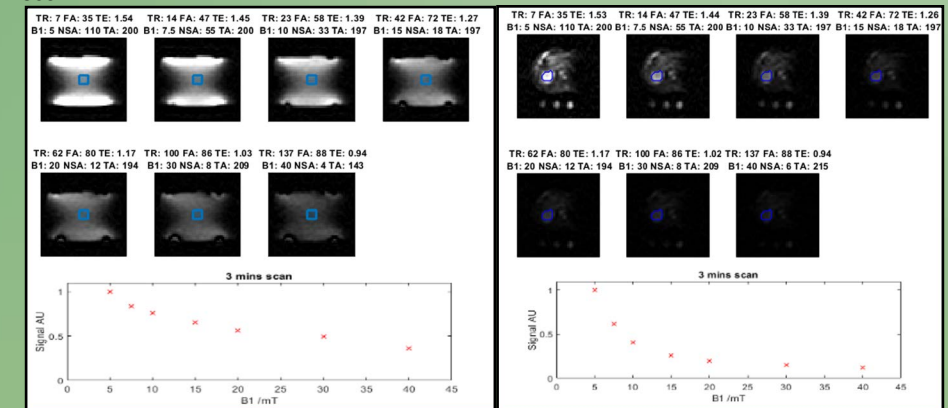 TR: 7 FA: 35 TE: 1.54 TR: 14 FA: 47 TE: 1.45 TR: 23 FA: 58 TE: 1.39 TR: 42 FA: 72 TE: 1.27
B1: 5 NSA: 110 TA: 200 B1: 7.5 NSA: 55 TA: 200 B1: 10 NSA: 33 TA: 197 B1: 15 NSA: 18 TA: 197
TR: 62 FA: 80 TE: 1.17 TR: 100 FA: 86 TE: 1.03 TR: 137 FA: 88 TE: 0.94
B1: 20 NSA: 12 TA: 194 B1: 30 NSA: 8 TA: 209 B1: 40 NSA: 4 TA: 143
3 mins scan
1
0.5
0
Signal AU
0 5 10 15 20 25 30 35 40 45
B1 /mT
TR: 7 FA: 35 TE: 1.53 TR: 14 FA: 47 TE: 1.44 TR: 23 FA: 58 TE: 1.39 TR: 42 FA: 72 TE: 1.26
B1: 5 NSA: 110 TA: 200 B1: 7.5 NSA: 55 TA: 200 B1: 10 NSA: 33 TA: 197 B1: 15 NSA: 18 TA: 197
TR: 62 FA: 80 TE: 1.17 TR: 100 FA: 86 TE: 1.02 TR: 137 FA: 88 TE: 0.94
B1: 20 NSA: 12 TA: 194 B1: 30 NSA: 8 TA: 209 B1: 40 NSA: 6 TA: 215
3 mins scan
1
0.5
0
Signal AU
0 5 10 15 20 25 30 35 40 45
B1 /mT